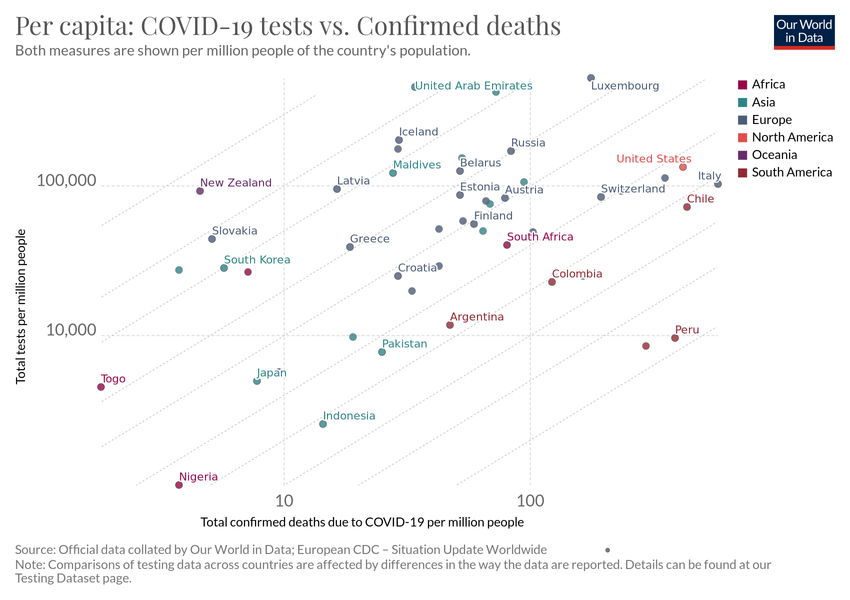 Per capita: COVID-19 tests vs. Confirmed deaths
Both measures are shown per million people of the country's population.
Our World
in Data
United Arab Emirates
Luxembourg
Africa
Asia
Europe
North America
Oceania
South America
Iceland
Russia
Maldives
Belarus
United States
New Zealand
Latvia
Estonia
Austria
Switzerland
Italy
100,000
Chile
Finland
Slovakia
Greece
South Africa
South Korea
Croatia
Colombia
Total tests per million people
Argentina
10,000
Peru
Pakistan
Togo
Japan
Indonesia
Nigeria
10
100
Total confirmed deaths due to COVID-19 per million people
Source: Official data collated by Our World in Data; European CDC – Situation Update Worldwide
Note: Comparisons of testing data across countries are affected by differences in the way the data are reported. Details can be found at our
Testing Dataset page.